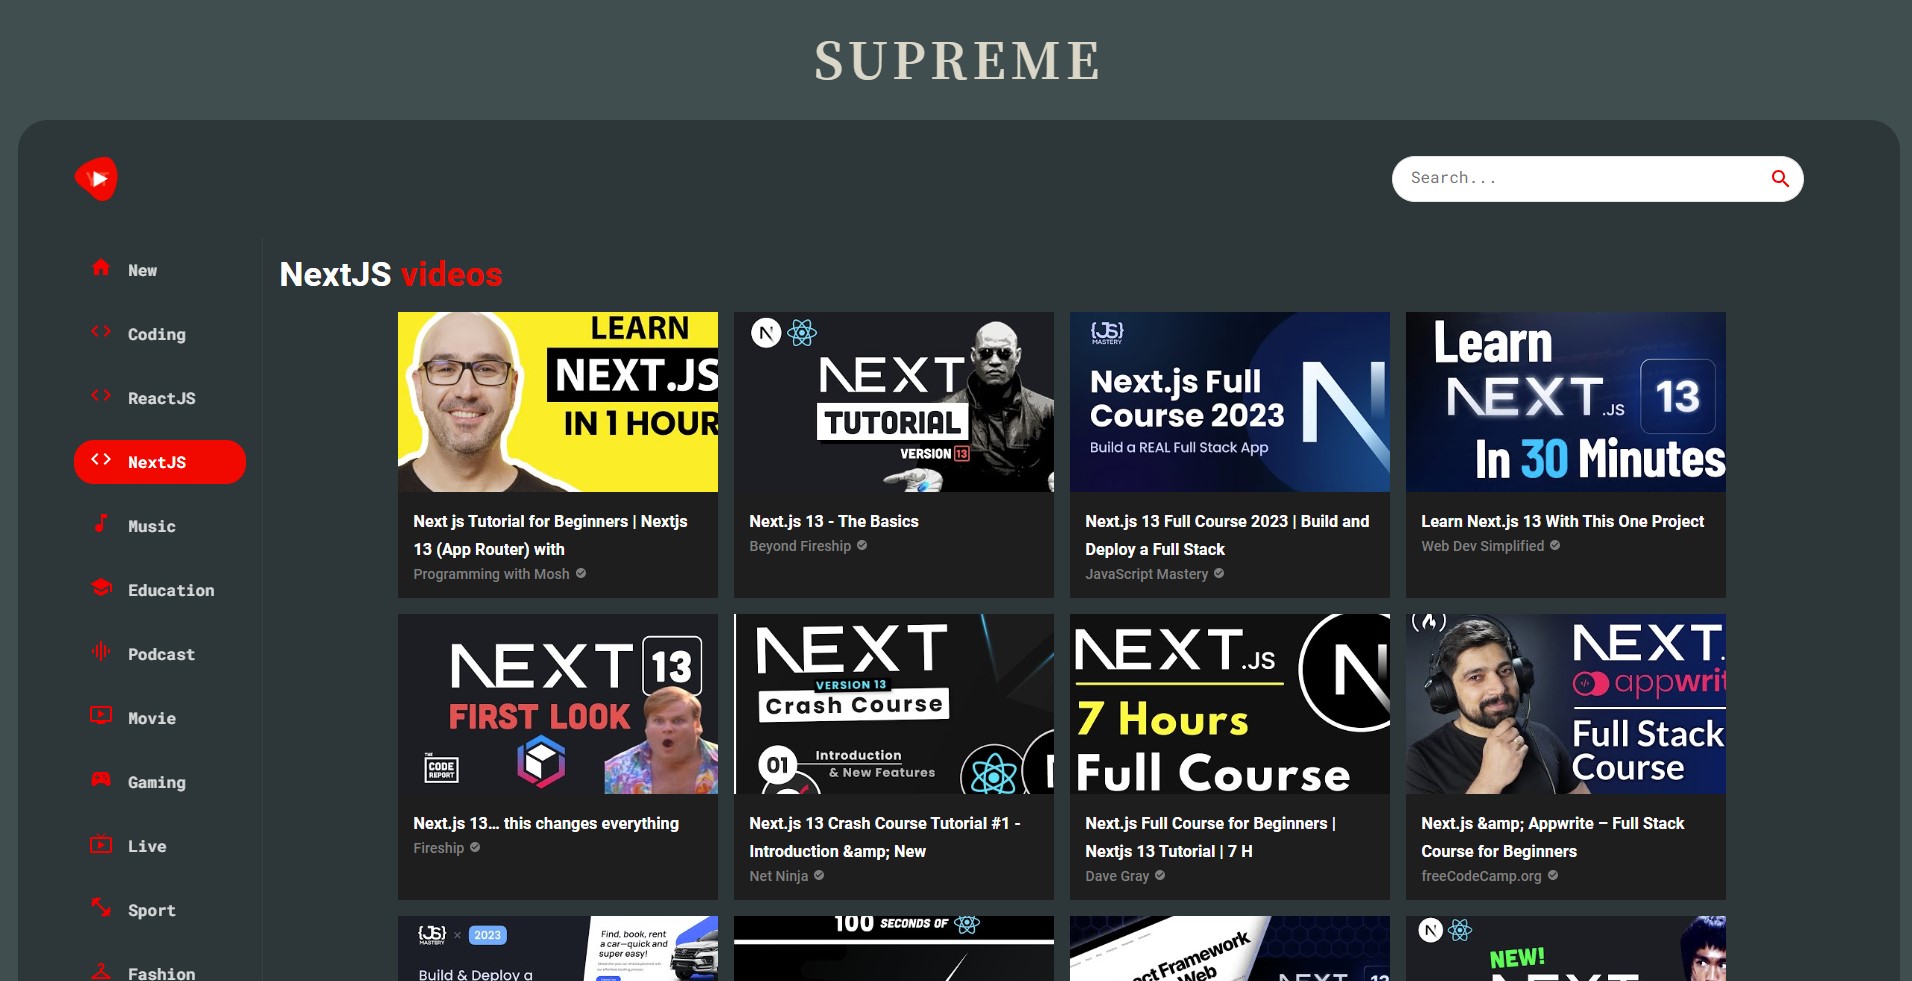 SUPREME
Search...
New
Coding
ReactJS
NextJS
Music
Education
Podcast
Movie
Gaming
Live
Sport
Fashion
NextJS videos
LEARN
NEXT.JS
IN 1 HOUR
Next js Tutorial for Beginners | Nextjs
13 (App Router) with
Programming with Mosh
N
NEXT
TUTORIAL
VERSION 13
Next.js 13 - The Basics
Beyond Fireship
{JS}
MASTERY
Next.js Full
Course 2023
Build a REAL Full Stack App
N
Next.js 13 Full Course 2023 | Build and
Deploy a Full Stack
JavaScript Mastery
Learn
NEXT.JS 13
In 30 Minutes
Learn Next.js 13 With This One Project
Web Dev Simplified
NEXT 13
FIRST LOOK
THE
CODE
REPORT
Next.js 13... this changes everything
Fireship
NEXT
VERSION 13
Crash Course
01 Introduction
& New Features
Next.js 13 Crash Course Tutorial #1 -
Introduction &amp; New
Net Ninja
NEXT.JS
N
7 Hours
Full Course
Next.js Full Course for Beginners |
Nextjs 13 Tutorial | 7 H
Dave Gray
NEXT.
appwrit
Full Stack
Course
Next.js &amp; Appwrite – Full Stack
Course for Beginners
freeCodeCamp.org
{JS} × 2023
MASTERY
Build & Deploy a
Find, book, rent
a car—quick and
super easy!
100 SECONDS OF
ct Framework
Web
NEXT 13
N
NEW!
NEXT